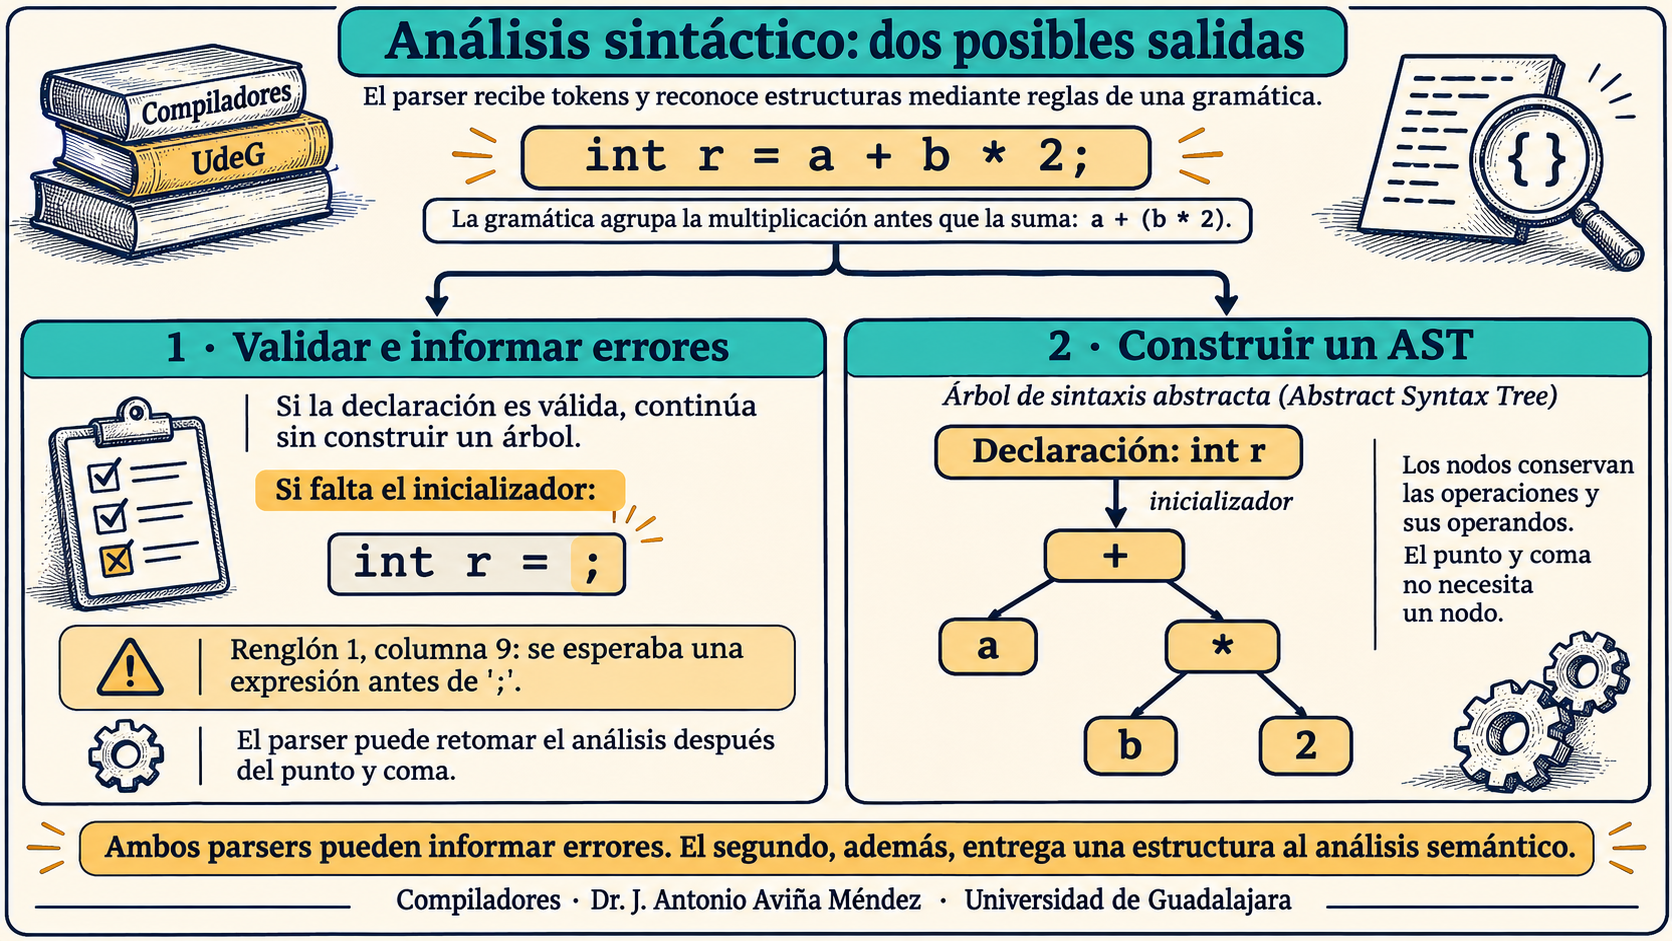 Análisis sintáctico: dos posibles salidas
El parser recibe tokens y reconoce estructuras mediante reglas de una gramática.
Compiladores
UdeG
int r = a + b * 2;
{ }
La gramática agrupa la multiplicación antes que la suma: a + (b * 2).
1 · Validar e informar errores
Si la declaración es válida, continúa
sin construir un árbol.
Si falta el inicializador:
int r = ;
Renglón 1, columna 9: se esperaba una
expresión antes de ';'.
El parser puede retomar el análisis después
del punto y coma.
2 · Construir un AST
Árbol de sintaxis abstracta (Abstract Syntax Tree)
Declaración: int r
inicializador
+
a
*
b
2
Los nodos conservan
las operaciones y
sus operandos.
El punto y coma
no necesita
un nodo.
Ambos parsers pueden informar errores. El segundo, además, entrega una estructura al análisis semántico.
Compiladores · Dr. J. Antonio Aviña Méndez · Universidad de Guadalajara